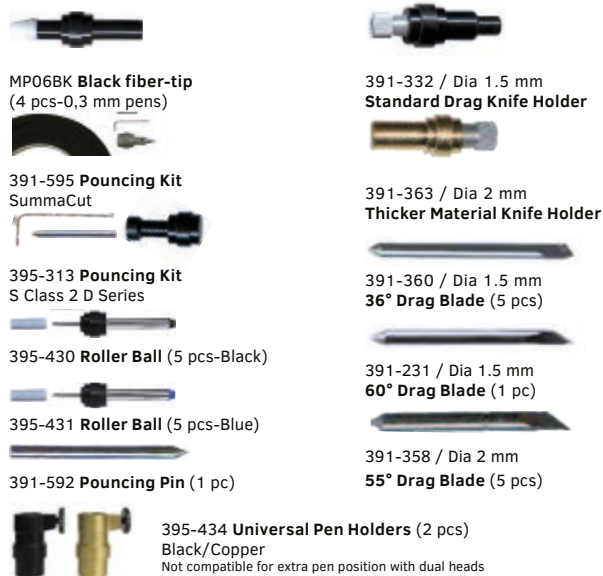 MP06BK Black fiber-tip
(4 pcs-0,3 mm pens)
391-595 Pouncing Kit
SummaCut
395-313 Pouncing Kit
S Class 2 D Series
395-430 Roller Ball (5 pcs-Black)
395-431 Roller Ball (5 pcs-Blue)
391-592 Pouncing Pin (1 pc)
391-332 / Dia 1.5 mm
Standard Drag Knife Holder
391-363 / Dia 2 mm
Thicker Material Knife Holder
391-360 / Dia 1.5 mm
36° Drag Blade (5 pcs)
391-231 / Dia 1.5 mm
60° Drag Blade (1 pc)
391-358 / Dia 2 mm
55° Drag Blade (5 pcs)
395-434 Universal Pen Holders (2 pcs)
Black/Copper
Not compatible for extra pen position with dual heads